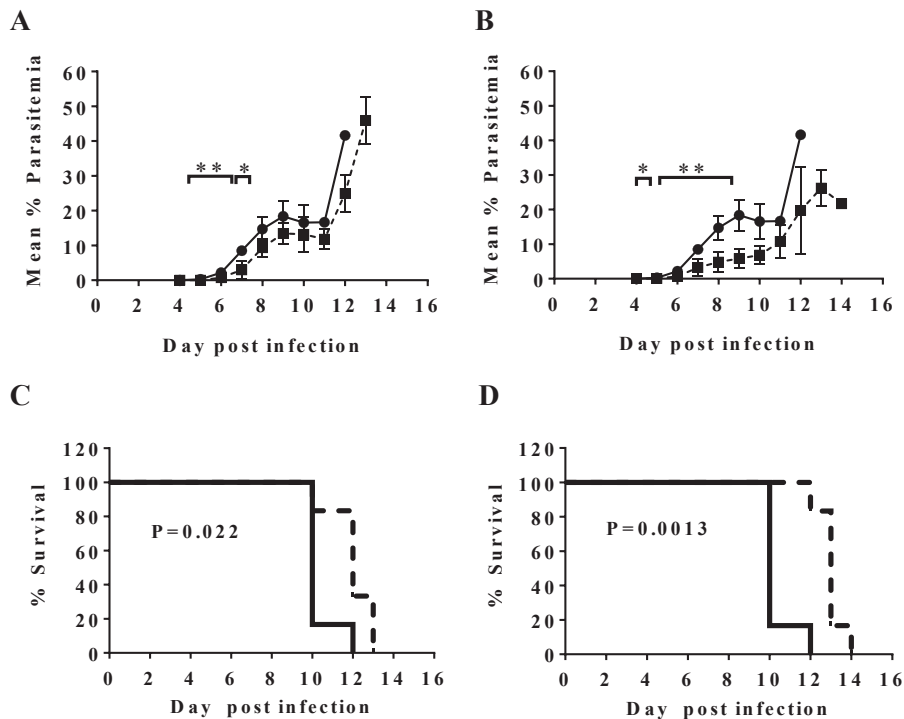 A
B
Mean % Parasitemia
60
50
40
30
20
10
0
** *
0 2 4 6 8 10 12 14 16
Day post infection
Mean % Parasitemia
60
50
40
30
20
10
0
* **
0 2 4 6 8 10 12 14 16
Day post infection
C
D
% Survival
120
100
80
60
40
20
0
P=0.022
0 2 4 6 8 10 12 14 16
Day post infection
% Survival
120
100
80
60
40
20
0
P=0.0013
0 2 4 6 8 10 12 14 16
Day post infection